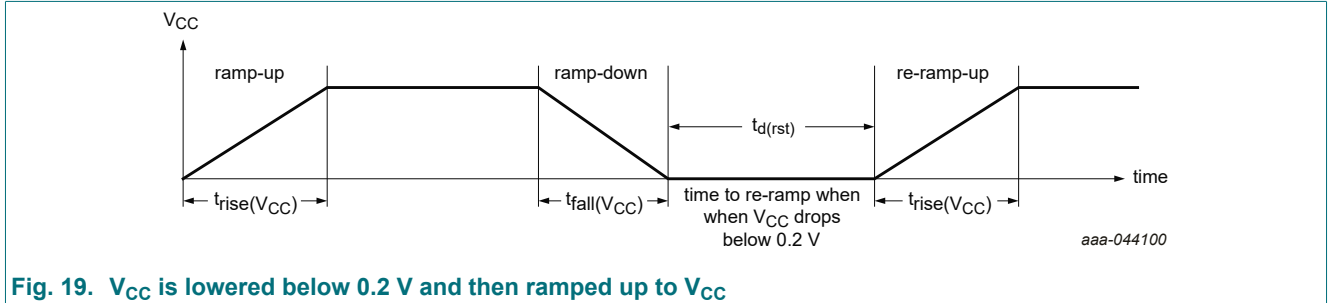 VCC
ramp-up
ramp-down
re-ramp-up
td(rst)
time
trise(VCC)
tfall(VCC)
time to re-ramp when
when VCC drops
below 0.2 V
trise(VCC)
aaa-044100
Fig. 19. VCC is lowered below 0.2 V and then ramped up to VCC